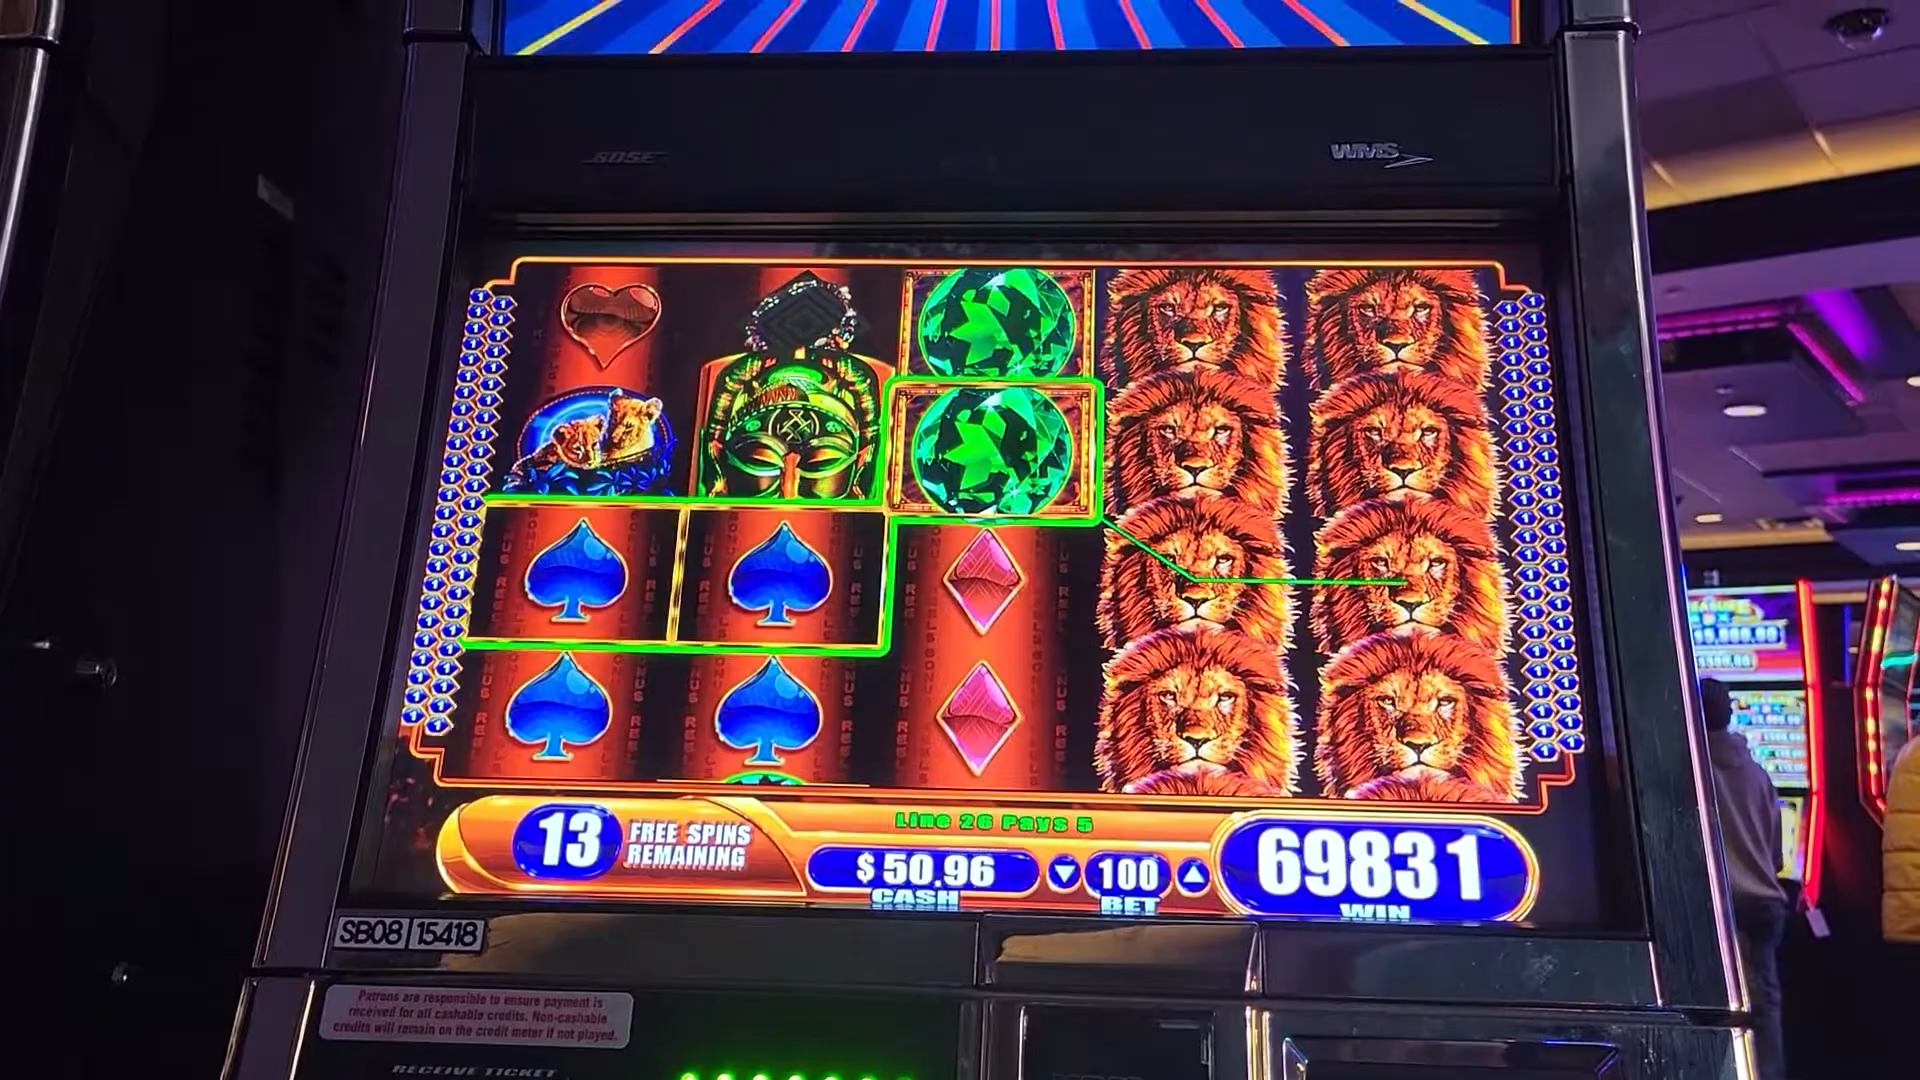 BOSE
WMS
13
FREE SPINS
REMAINING
Line 26 Pays 5
$50.96
CASH
100
BET
69831
WIN
SB08 15418
Patrons are responsible to ensure payment is
received for all cashable credits. Non-cashable
credits will remain on the credit meter if not played.
RECEIVE TICKET